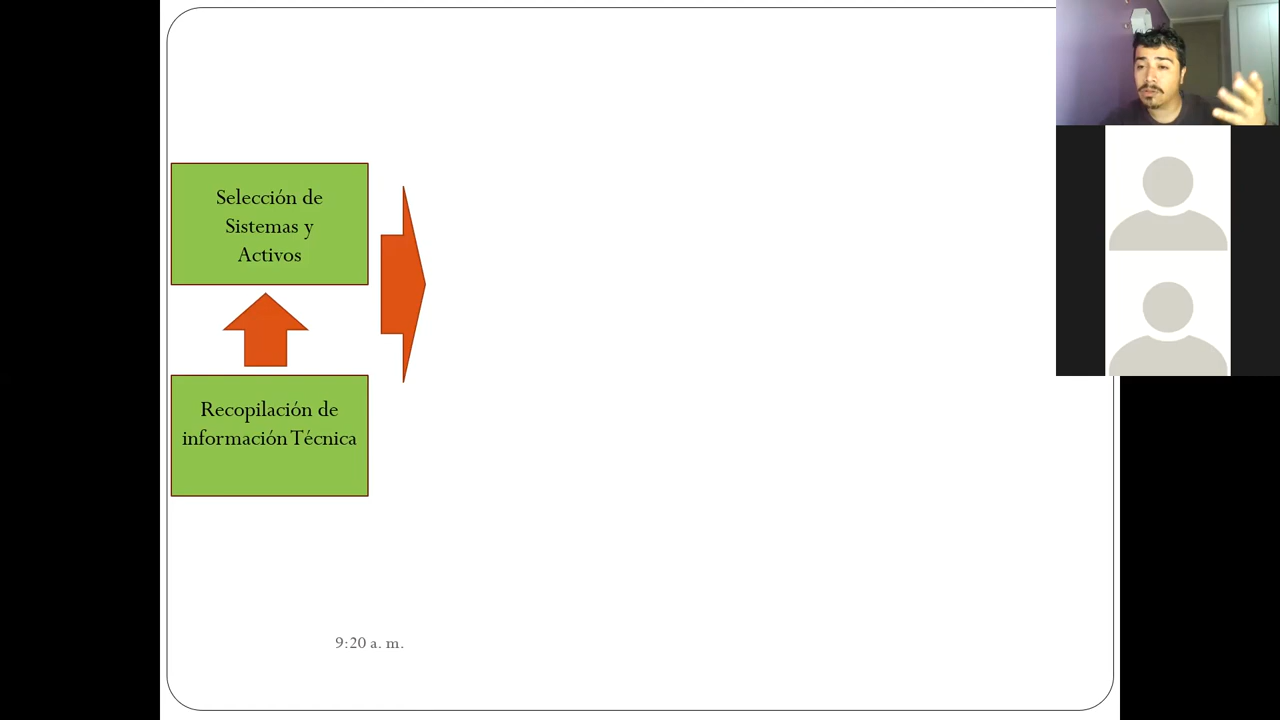 Selección de
Sistemas y
Activos
Recopilación de
información Técnica
9:20 a. m.